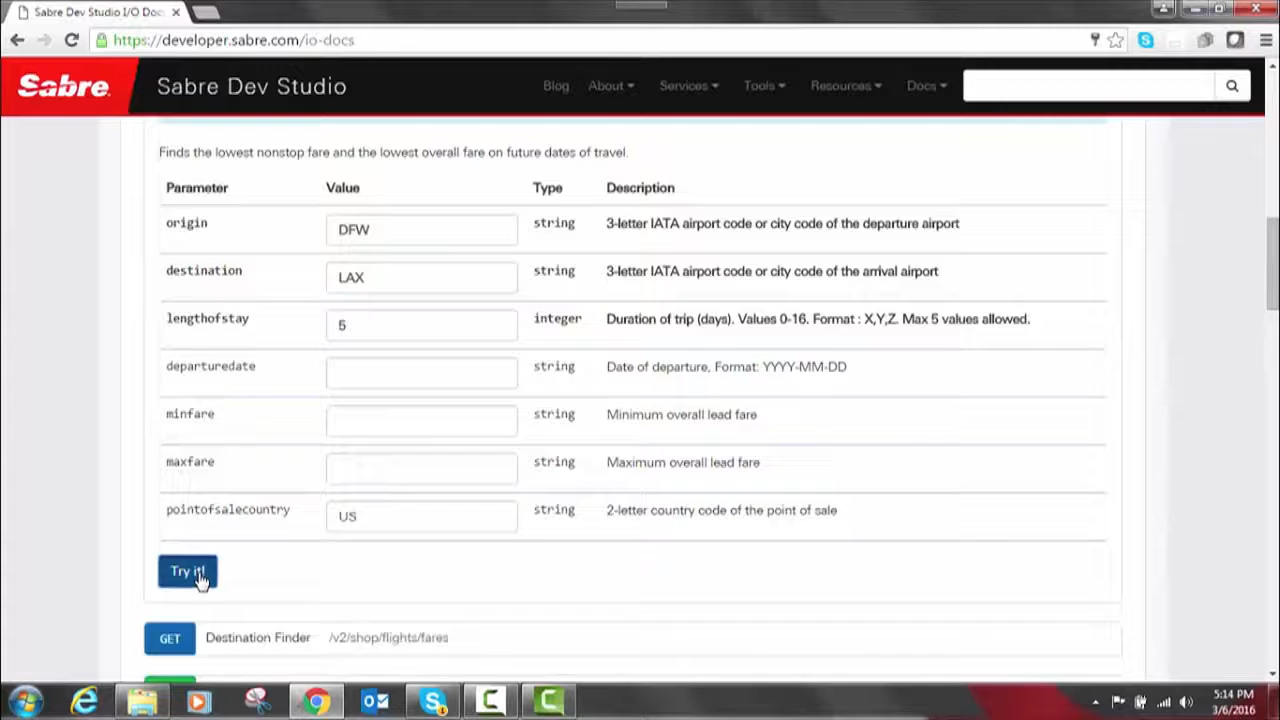 Sabre Dev Studio I/O Doc
https://developer.sabre.com/io-docs
Sabre. Sabre Dev Studio Blog About Services Tools Resources Docs
Finds the lowest nonstop fare and the lowest overall fare on future dates of travel.
Parameter Value Type Description
origin DFW string 3-letter IATA airport code or city code of the departure airport
destination LAX string 3-letter IATA airport code or city code of the arrival airport
lengthofstay 5 integer Duration of trip (days). Values 0-16. Format : X,Y,Z. Max 5 values allowed.
departuredate string Date of departure, Format: YYYY-MM-DD
minfare string Minimum overall lead fare
maxfare string Maximum overall lead fare
pointofsalecountry US string 2-letter country code of the point of sale
Try it!
GET Destination Finder /v2/shop/flights/fares
5:14 PM
3/6/2016